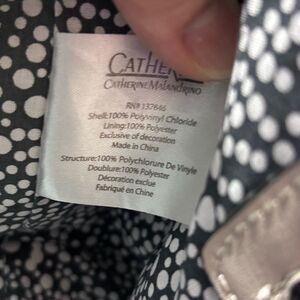 CATHE
CATHERINE MALANDRINO
RN# 137646
Shell:100% Polyvinyl Chloride
Lining:100% Polyester
Exclusive of decoration
Made in China
Structure:100% Polychlorure De Vinyle
Doublure:100% Polyester
Décoration exclue
Fabriqué en Chine